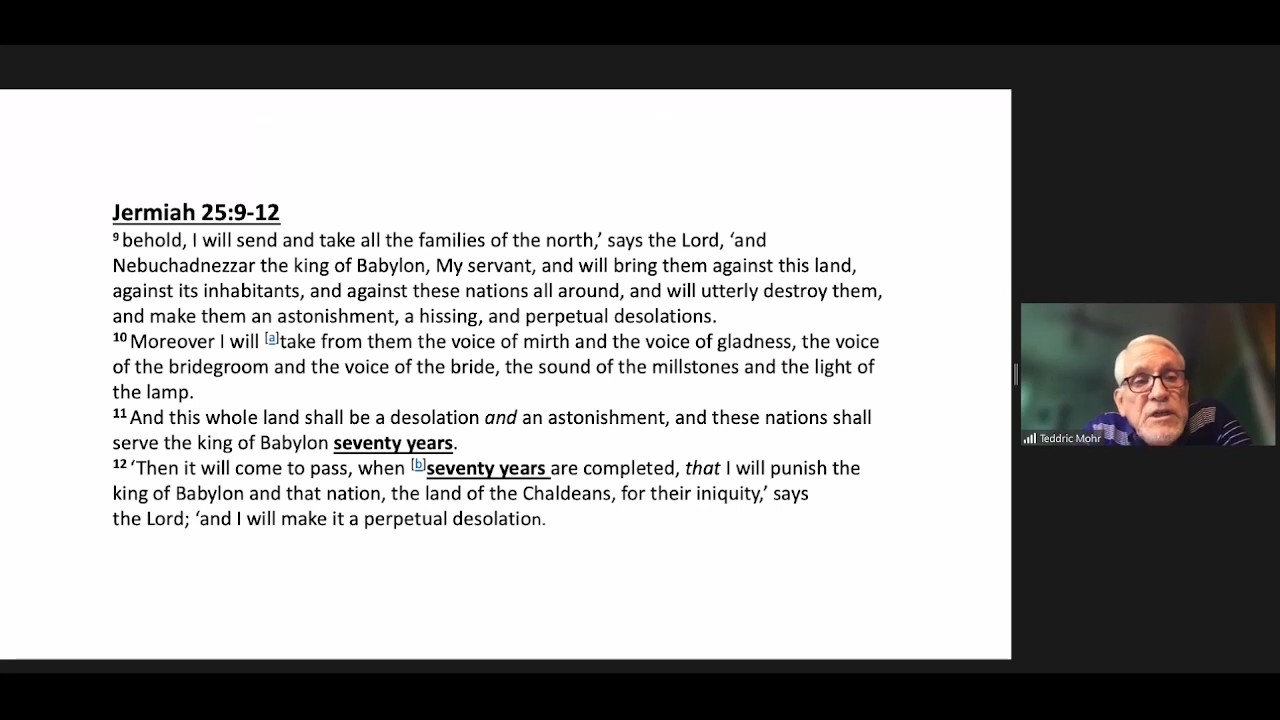 Jermiah 25:9-12
9 behold, I will send and take all the families of the north,’ says the Lord, ‘and
Nebuchadnezzar the king of Babylon, My servant, and will bring them against this land,
against its inhabitants, and against these nations all around, and will utterly destroy them,
and make them an astonishment, a hissing, and perpetual desolations.
10 Moreover I will [a]take from them the voice of mirth and the voice of gladness, the voice
of the bridegroom and the voice of the bride, the sound of the millstones and the light of
the lamp.
11 And this whole land shall be a desolation and an astonishment, and these nations shall
serve the king of Babylon seventy years.
12 ‘Then it will come to pass, when [b]seventy years are completed, that I will punish the
king of Babylon and that nation, the land of the Chaldeans, for their iniquity,’ says
the Lord; ‘and I will make it a perpetual desolation.
Teddric Mohr